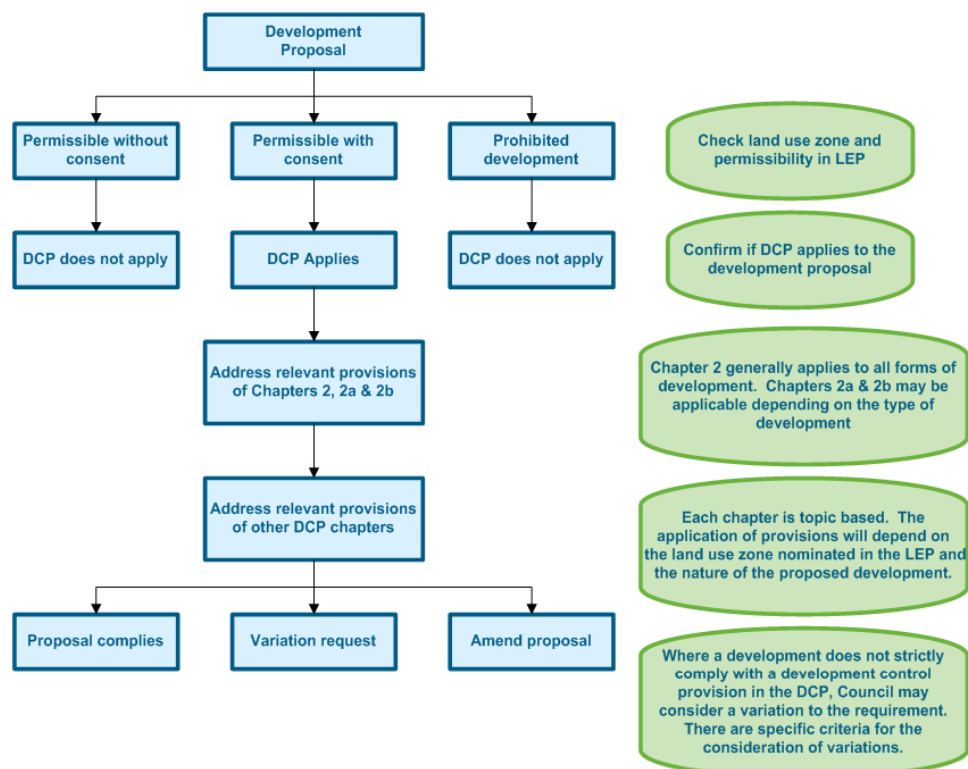 Development
Proposal
Permissible without
consent
Permissible with
consent
Prohibited
development
Check land use zone and
permissibility in LEP
DCP does not apply
DCP Applies
DCP does not apply
Confirm if DCP applies to the
development proposal
Address relevant provisions
of Chapters 2, 2a & 2b
Chapter 2 generally applies to all forms of
development. Chapters 2a & 2b may be
applicable depending on the type of
development
Address relevant provisions
of other DCP chapters
Each chapter is topic based. The
application of provisions will depend on
the land use zone nominated in the LEP and
the nature of the proposed development.
Proposal complies
Variation request
Amend proposal
Where a development does not strictly
comply with a development control
provision in the DCP, Council may
consider a variation to the requirement.
There are specific criteria for the
consideration of variations.